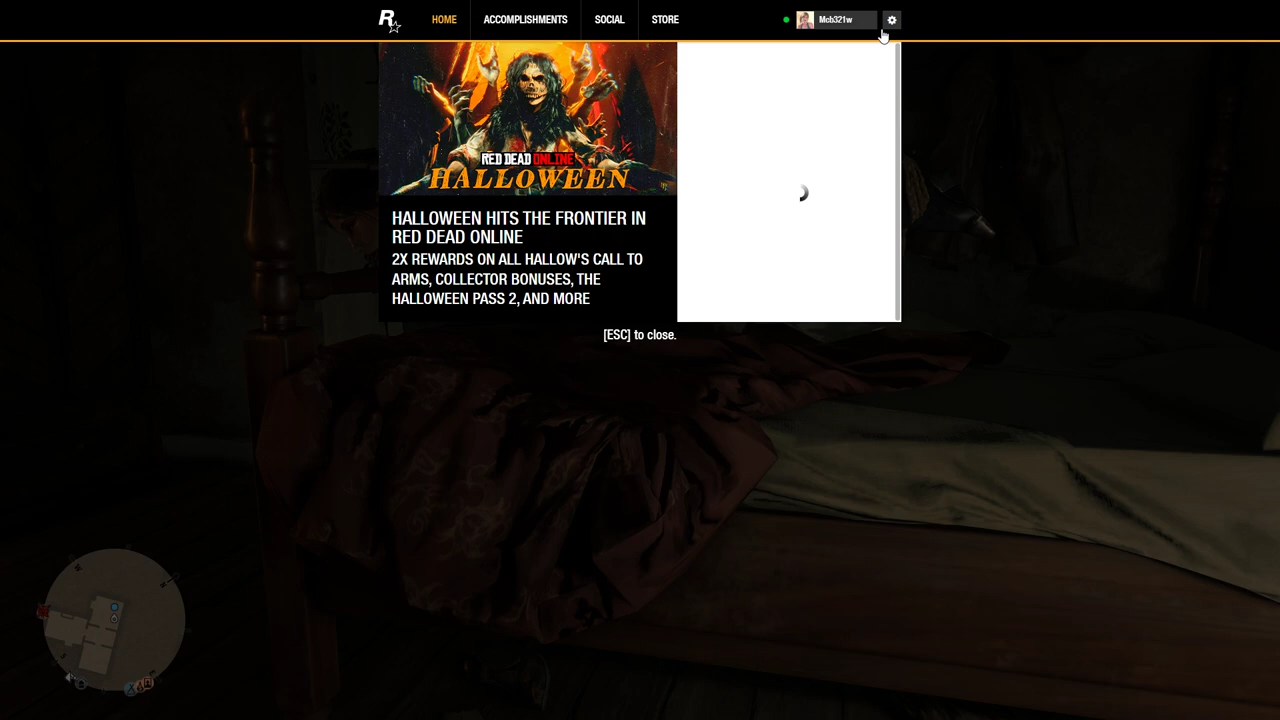 R
HOME
ACCOMPLISHMENTS
SOCIAL
STORE
Mcb321w
RED DEAD ONLINE
HALLOWEEN
HALLOWEEN HITS THE FRONTIER IN
RED DEAD ONLINE
2X REWARDS ON ALL HALLOW'S CALL TO
ARMS, COLLECTOR BONUSES, THE
HALLOWEEN PASS 2, AND MORE
[ESC] to close.